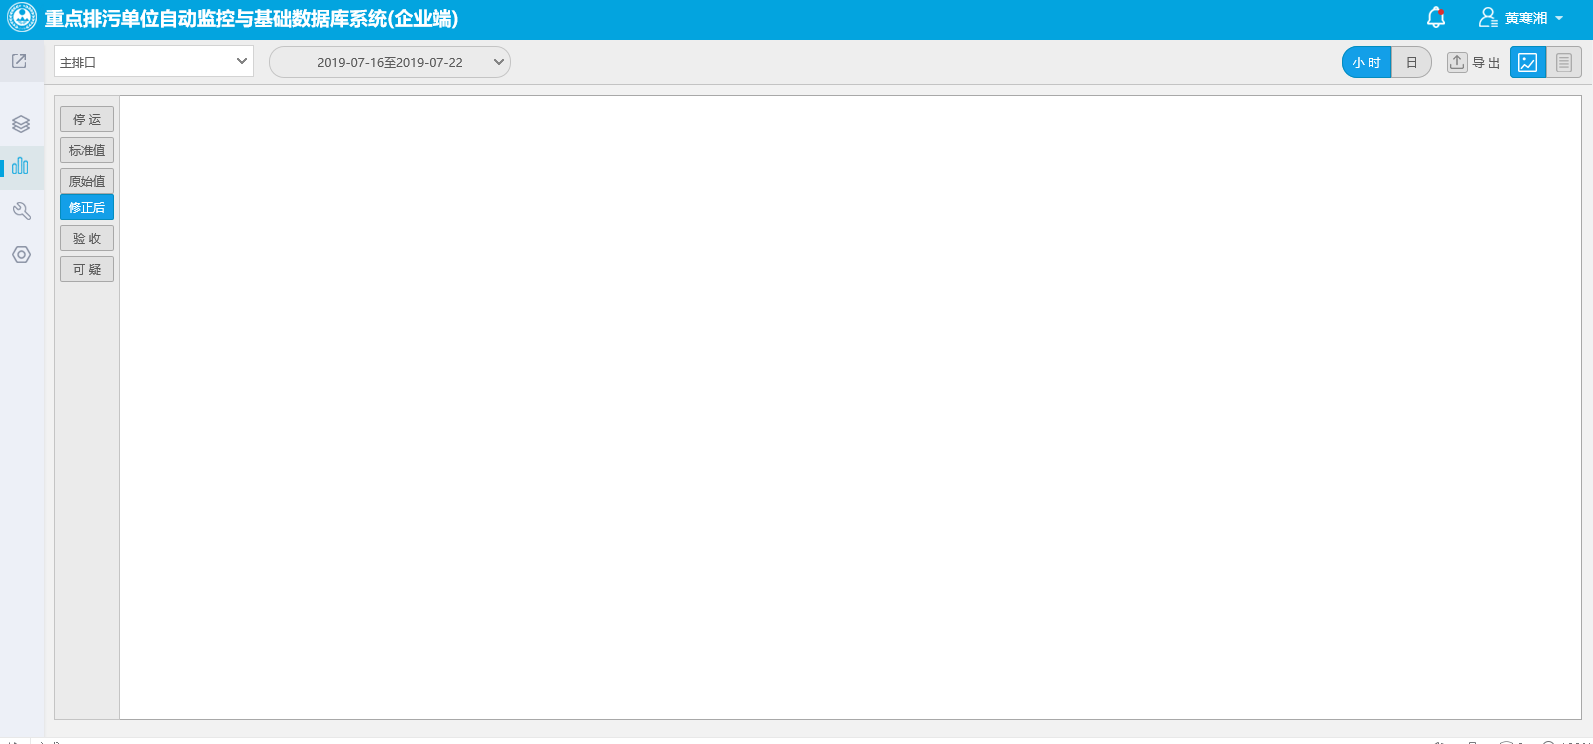 重点排污单位自动监控与基础数据库系统(企业端)
黄寒湘
主排口
2019-07-16至2019-07-22
小时
日
导出
停运
标准值
原始值
修正后
验收
可疑